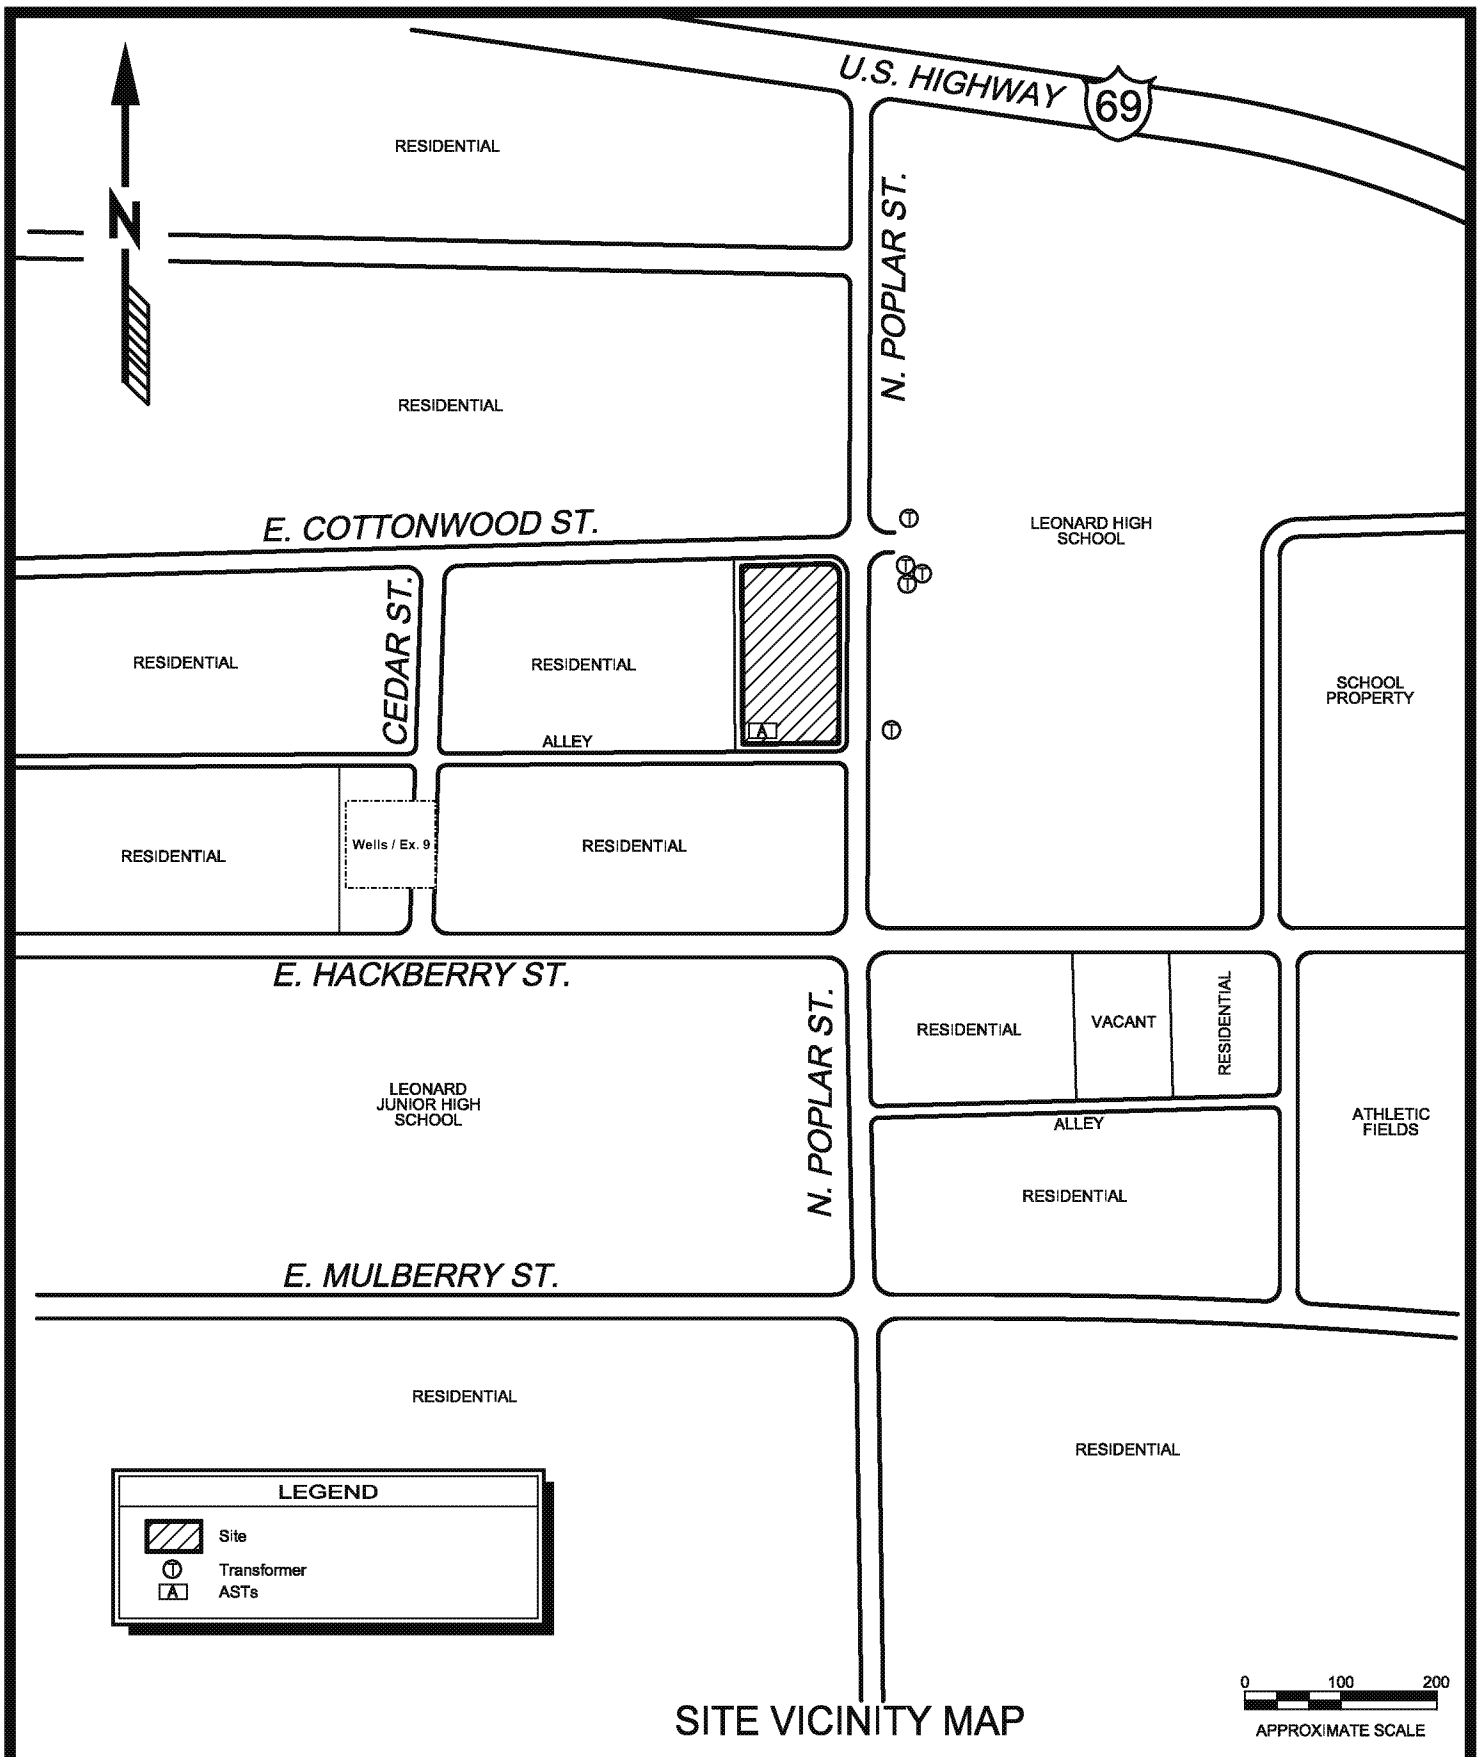 U.S. HIGHWAY 69
RESIDENTIAL
N
N. POPLAR ST.
RESIDENTIAL
E. COTTONWOOD ST.
T
LEONARD HIGH
SCHOOL
T
T
T
CEDAR ST.
RESIDENTIAL
RESIDENTIAL
SCHOOL
PROPERTY
A
T
ALLEY
Wells / Ex. 9
RESIDENTIAL
RESIDENTIAL
E. HACKBERRY ST.
N. POPLAR ST.
RESIDENTIAL
VACANT
RESIDENTIAL
LEONARD
JUNIOR HIGH
SCHOOL
ALLEY
ATHLETIC
FIELDS
RESIDENTIAL
E. MULBERRY ST.
RESIDENTIAL
RESIDENTIAL
LEGEND
Site
T Transformer
A ASTs
0 100 200
APPROXIMATE SCALE
SITE VICINITY MAP